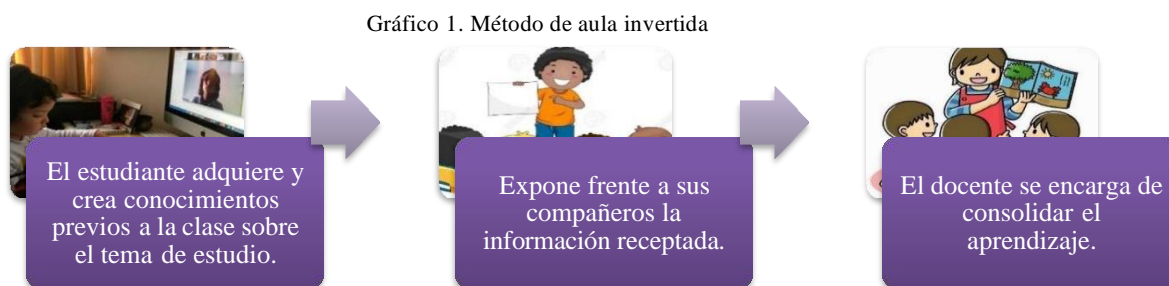 Gráfico 1. Método de aula invertida
El estudiante adquiere y
crea conocimientos
previos a la clase sobre
el tema de estudio.
Expone frente a sus
compañeros la
información receptada.
El docente se encarga de
consolidar el
aprendizaje.